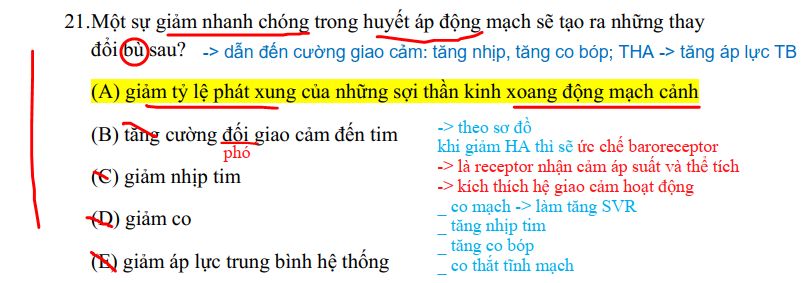 21.Một sự giảm nhanh chóng trong huyết áp động mạch sẽ tạo ra những thay
đổi bù sau? -> dẫn đến cường giao cảm: tăng nhịp, tăng co bóp; THA -> tăng áp lực TB
(A) giảm tỷ lệ phát xung của những sợi thần kinh xoang động mạch cảnh
(B) tăng cường đối giao cảm đến tim
phó
(C) giảm nhịp tim
(D) giảm co
(E) giảm áp lực trung bình hệ thống
-> theo sơ đồ
khi giảm HA thì sẽ ức chế baroreceptor
-> là receptor nhận cảm áp suất và thể tích
-> kích thích hệ giao cảm hoạt động
_ co mạch -> làm tăng SVR
_ tăng nhịp tim
_ tăng co bóp
_ co thắt tĩnh mạch